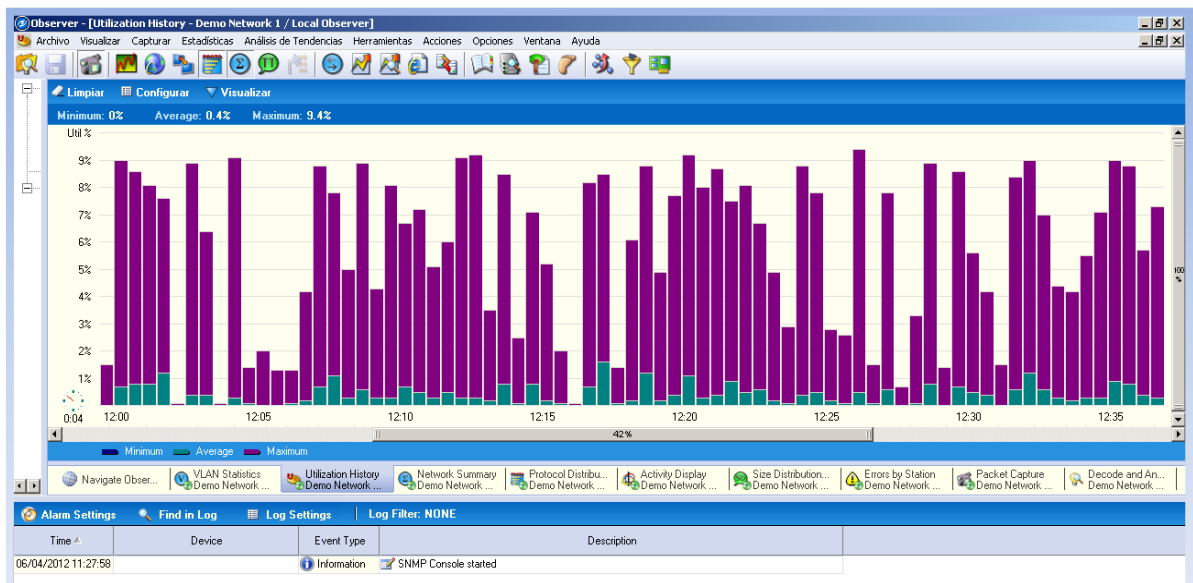 Observer - [Utilization History - Demo Network 1 / Local Observer]
Archivo Visualizar Capturar Estadísticas Análisis de Tendencias Herramientas Acciones Opciones Ventana Ayuda
Limpiar Configurar Visualizar
Minimum: 0% Average: 0.4% Maximum: 9.4%
Util %
9%
8%
7%
6%
5%
4%
3%
2%
1%
100
%
0:04 12:00 12:05 12:10 12:15 12:20 12:25 12:30 12:35
42%
Minimum Average Maximum
Navigate Obser...
VLAN Statistics
Demo Network ...
Utilization History
Demo Network ...
Network Summary
Demo Network ...
Protocol Distribu...
Demo Network ...
Activity Display
Demo Network ...
Size Distribution...
Demo Network ...
Errors by Station
Demo Network ...
Packet Capture
Demo Network ...
Decode and An...
Demo Network ...
Alarm Settings Find in Log Log Settings Log Filter: NONE
Time Device Event Type Description
06/04/2012 11:27:58 Information SNMP Console started